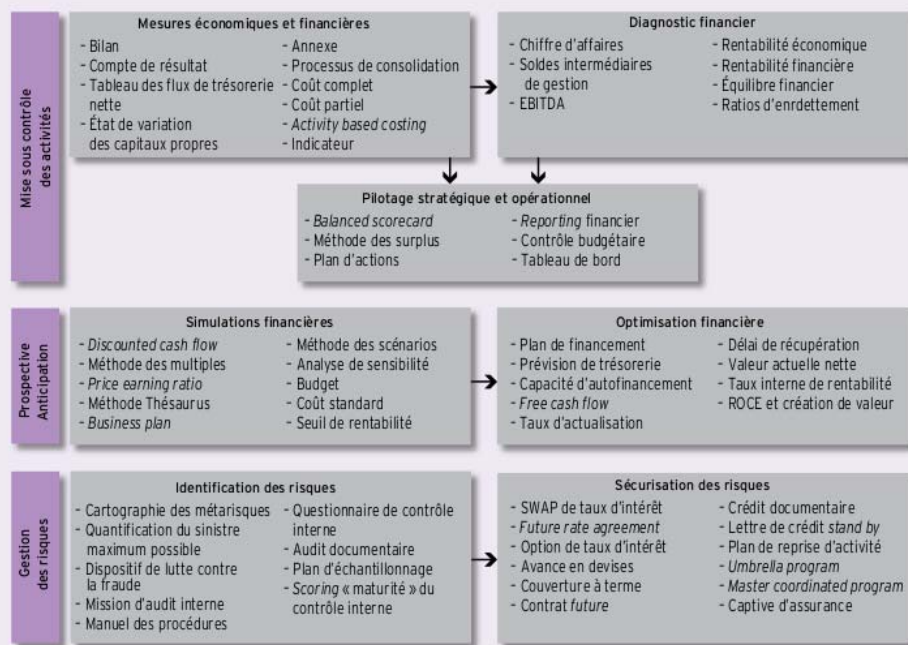 Mise sous contrôle
des activités
Mesures économiques et financières
- Bilan
- Compte de résultat
- Tableau des flux de trésorerie
nette
- État de variation
des capitaux propres
- Annexe
- Processus de consolidation
- Coût complet
- Coût partiel
- Activity based costing
- Indicateur
Diagnostic financier
- Chiffre d'affaires
- Soldes intermédiaires
de gestion
- EBITDA
- Rentabilité économique
- Rentabilité financière
- Équilibre financier
- Ratios d'enrdettement
Pilotage stratégique et opérationnel
- Balanced scorecard
- Méthode des surplus
- Plan d'actions
- Reporting financier
- Contrôle budgétaire
- Tableau de bord
Prospective
Anticipation
Simulations financières
- Discounted cash flow
- Méthode des multiples
- Price earning ratio
- Méthode Thésaurus
- Business plan
- Méthode des scénarios
- Analyse de sensibilité
- Budget
- Coût standard
- Seuil de rentabilité
Optimisation financière
- Plan de financement
- Prévision de trésorerie
- Capacité d'autofinancement
- Free cash flow
- Taux d'actualisation
- Délai de récupération
- Valeur actuelle nette
- Taux interne de rentabilité
- ROCE et création de valeur
Gestion
des risques
Identification des risques
- Cartographie des métarisques
- Quantification du sinistre
maximum possible
- Dispositif de lutte contre
la fraude
- Mission d'audit interne
- Manuel des procédures
- Questionnaire de contrôle
interne
- Audit documentaire
- Plan d'échantillonnage
- Scoring « maturité » du
contrôle interne
Sécurisation des risques
- SWAP de taux d'intérêt
- Future rate agreement
- Option de taux d'intérêt
- Avance en devises
- Couverture à terme
- Contrat future
- Crédit documentaire
- Lettre de crédit stand by
- Plan de reprise d'activité
- Umbrella program
- Master coordinated program
- Captive d'assurance